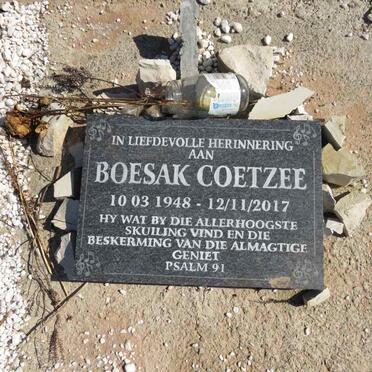 IN LIEFDEVOLLE HERINNERING
AAN
BOESAK COETZEE
10 03 1948 - 12/11/2017
HY WAT BY DIE ALLERHOOGSTE
SKUILING VIND EN DIE
BESKERMING VAN DIE ALMAGTIGE
GENIET
PSALM 91